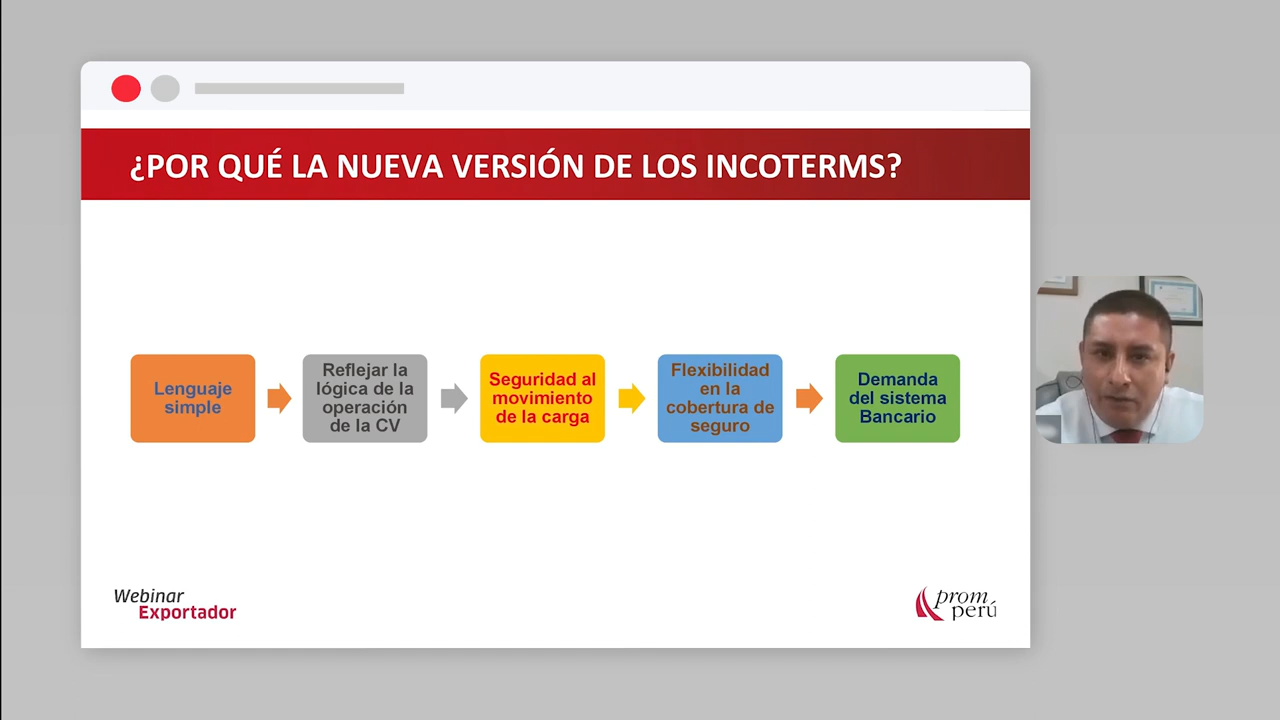 ¿POR QUÉ LA NUEVA VERSIÓN DE LOS INCOTERMS?
Lenguaje
simple
Reflejar la
lógica de la
operación
de la CV
Seguridad al
movimiento
de la carga
Flexibilidad
en la
cobertura de
seguro
Demanda
del sistema
Bancario
Webinar
Exportador
prom
perú